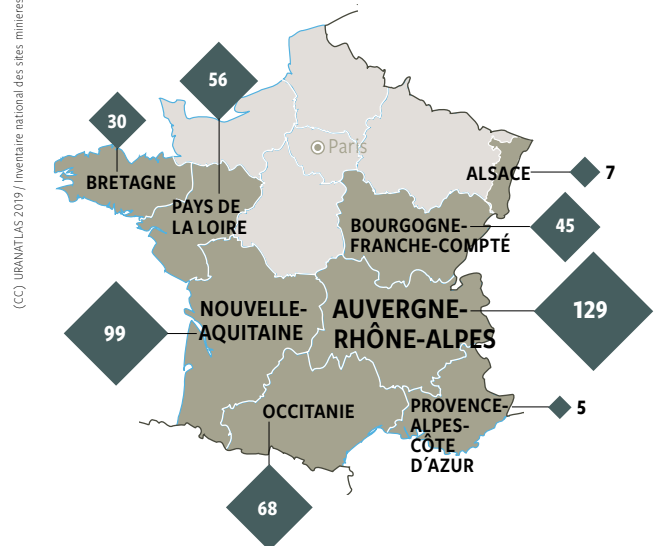 (CC) URANATLAS 2019 / Inventaire national des sites minieres
56
30
Paris
BRETAGNE
ALSACE
7
PAYS DE
LA LOIRE
BOURGOGNE-
FRANCHE-COMPTÉ
45
NOUVELLE-
AQUITAINE
99
AUVERGNE-
RHÔNE-ALPES
129
OCCITANIE
PROVENCE-
ALPES-
CÔTE
D´AZUR
5
68